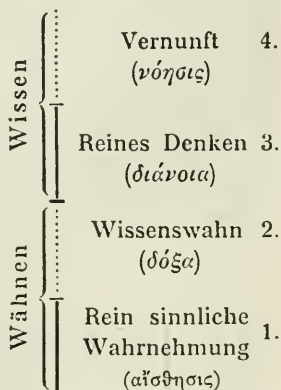 Wissen
Vernunft 4.
(νόησις)
Reines Denken 3.
(διάνοια)
Wähnen
Wissenswahn 2.
(δόξα)
Rein sinnliche
Wahrnehmung 1.
(αἴσθησις)